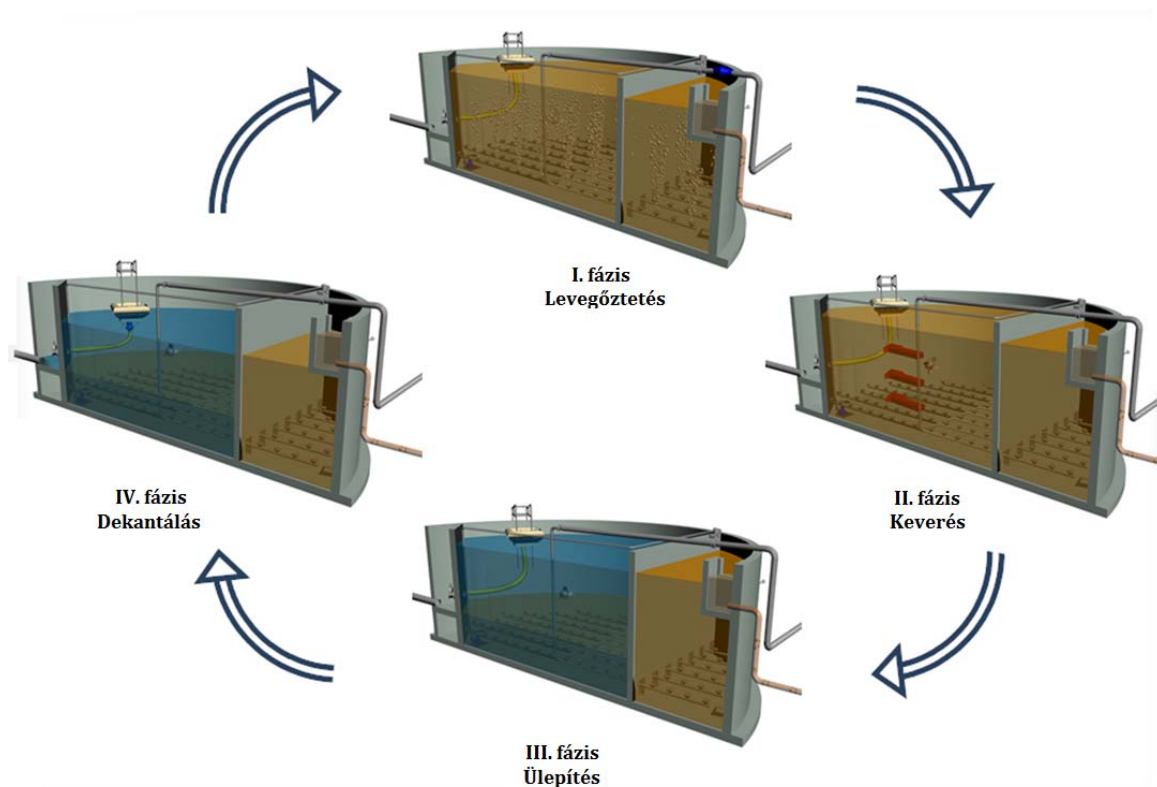 I. fázis
Levegőztetés
II. fázis
Keverés
III. fázis
Ülepítés
IV. fázis
Dekantálás